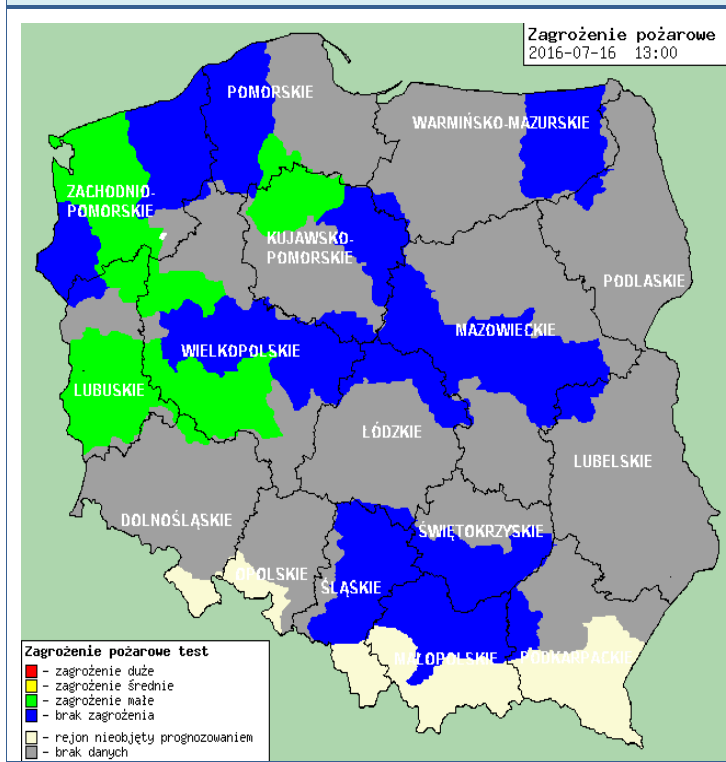 Zagrożenie pożarowe
2016-07-16 13:00
POMORSKIE
WARMIŃSKO-MAZURSKIE
ZACHODNIO-
POMORSKIE
KUJAWSKO-
POMORSKIE
PODLASKIE
MAZOWIECKIE
WIELKOPOLSKIE
LUBUSKIE
ŁÓDZKIE
LUBELSKIE
DOLNOŚLĄSKIE
ŚWIĘTOKRZYSKIE
OPOLSKIE
ŚLĄSKIE
MAŁOPOLSKIE
PODKARPACKIE
Zagrożenie pożarowe test
- zagrożenie duże
- zagrożenie średnie
- zagrożenie małe
- brak zagrożenia
- rejon nieobjęty prognozowaniem
- brak danych